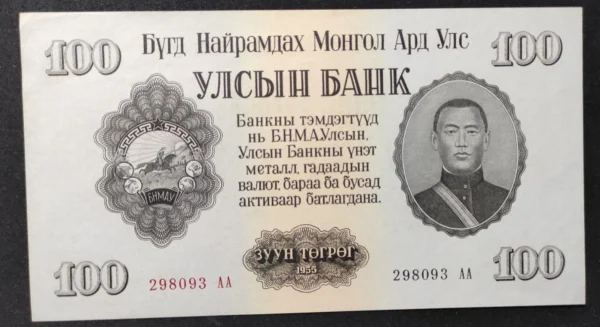 100 Бүгд Найрамдах Монгол Ард Улс 100
УЛСЫН БАНК
Банкны тэмдэгтүүд
нь Б.Н.М.А.Улсын,
Улсын Банкны үнэт
металл, гадаадын
валют, бараа ба бусад
активаар батлагдана.
БНМАУ
ЗУУН ТӨГРӨГ
1955
100 298093 АА 298093 АА 100